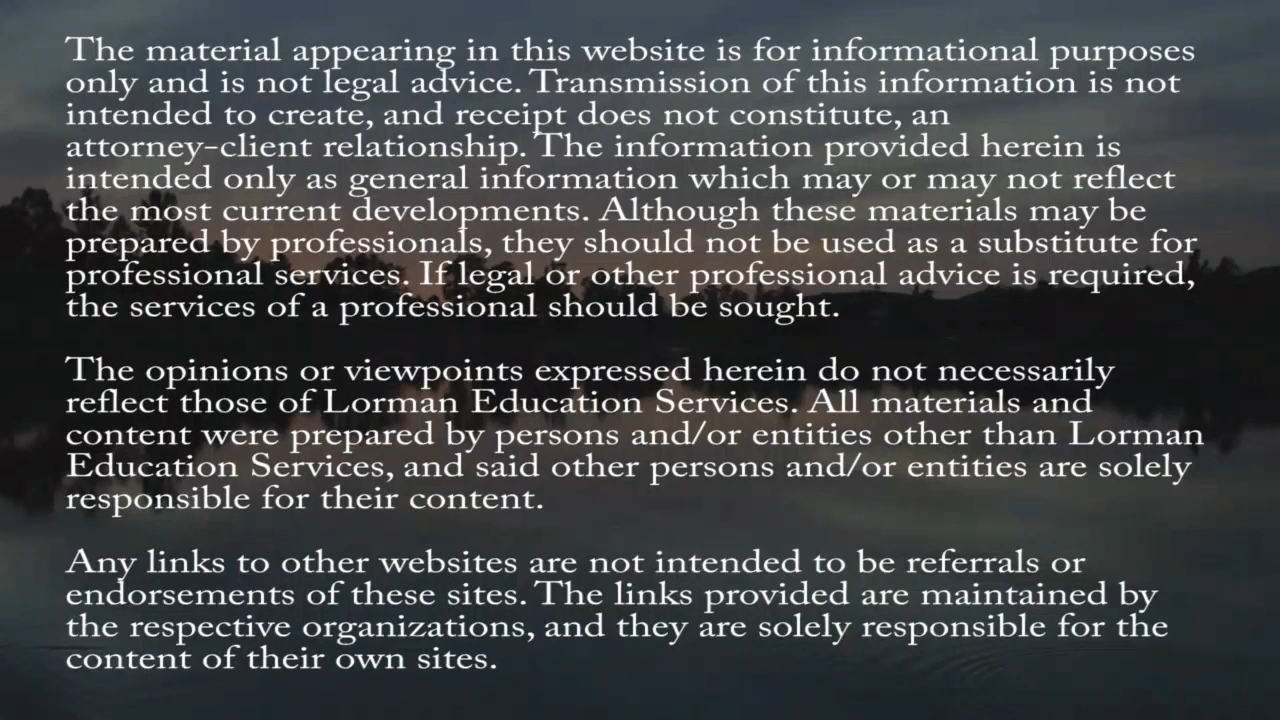 The material appearing in this website is for informational purposes
only and is not legal advice. Transmission of this information is not
intended to create, and receipt does not constitute, an
attorney-client relationship. The information provided herein is
intended only as general information which may or may not reflect
the most current developments. Although these materials may be
prepared by professionals, they should not be used as a substitute for
professional services. If legal or other professional advice is required,
the services of a professional should be sought.
The opinions or viewpoints expressed herein do not necessarily
reflect those of Lorman Education Services. All materials and
content were prepared by persons and/or entities other than Lorman
Education Services, and said other persons and/or entities are solely
responsible for their content.
Any links to other websites are not intended to be referrals or
endorsements of these sites. The links provided are maintained by
the respective organizations, and they are solely responsible for the
content of their own sites.